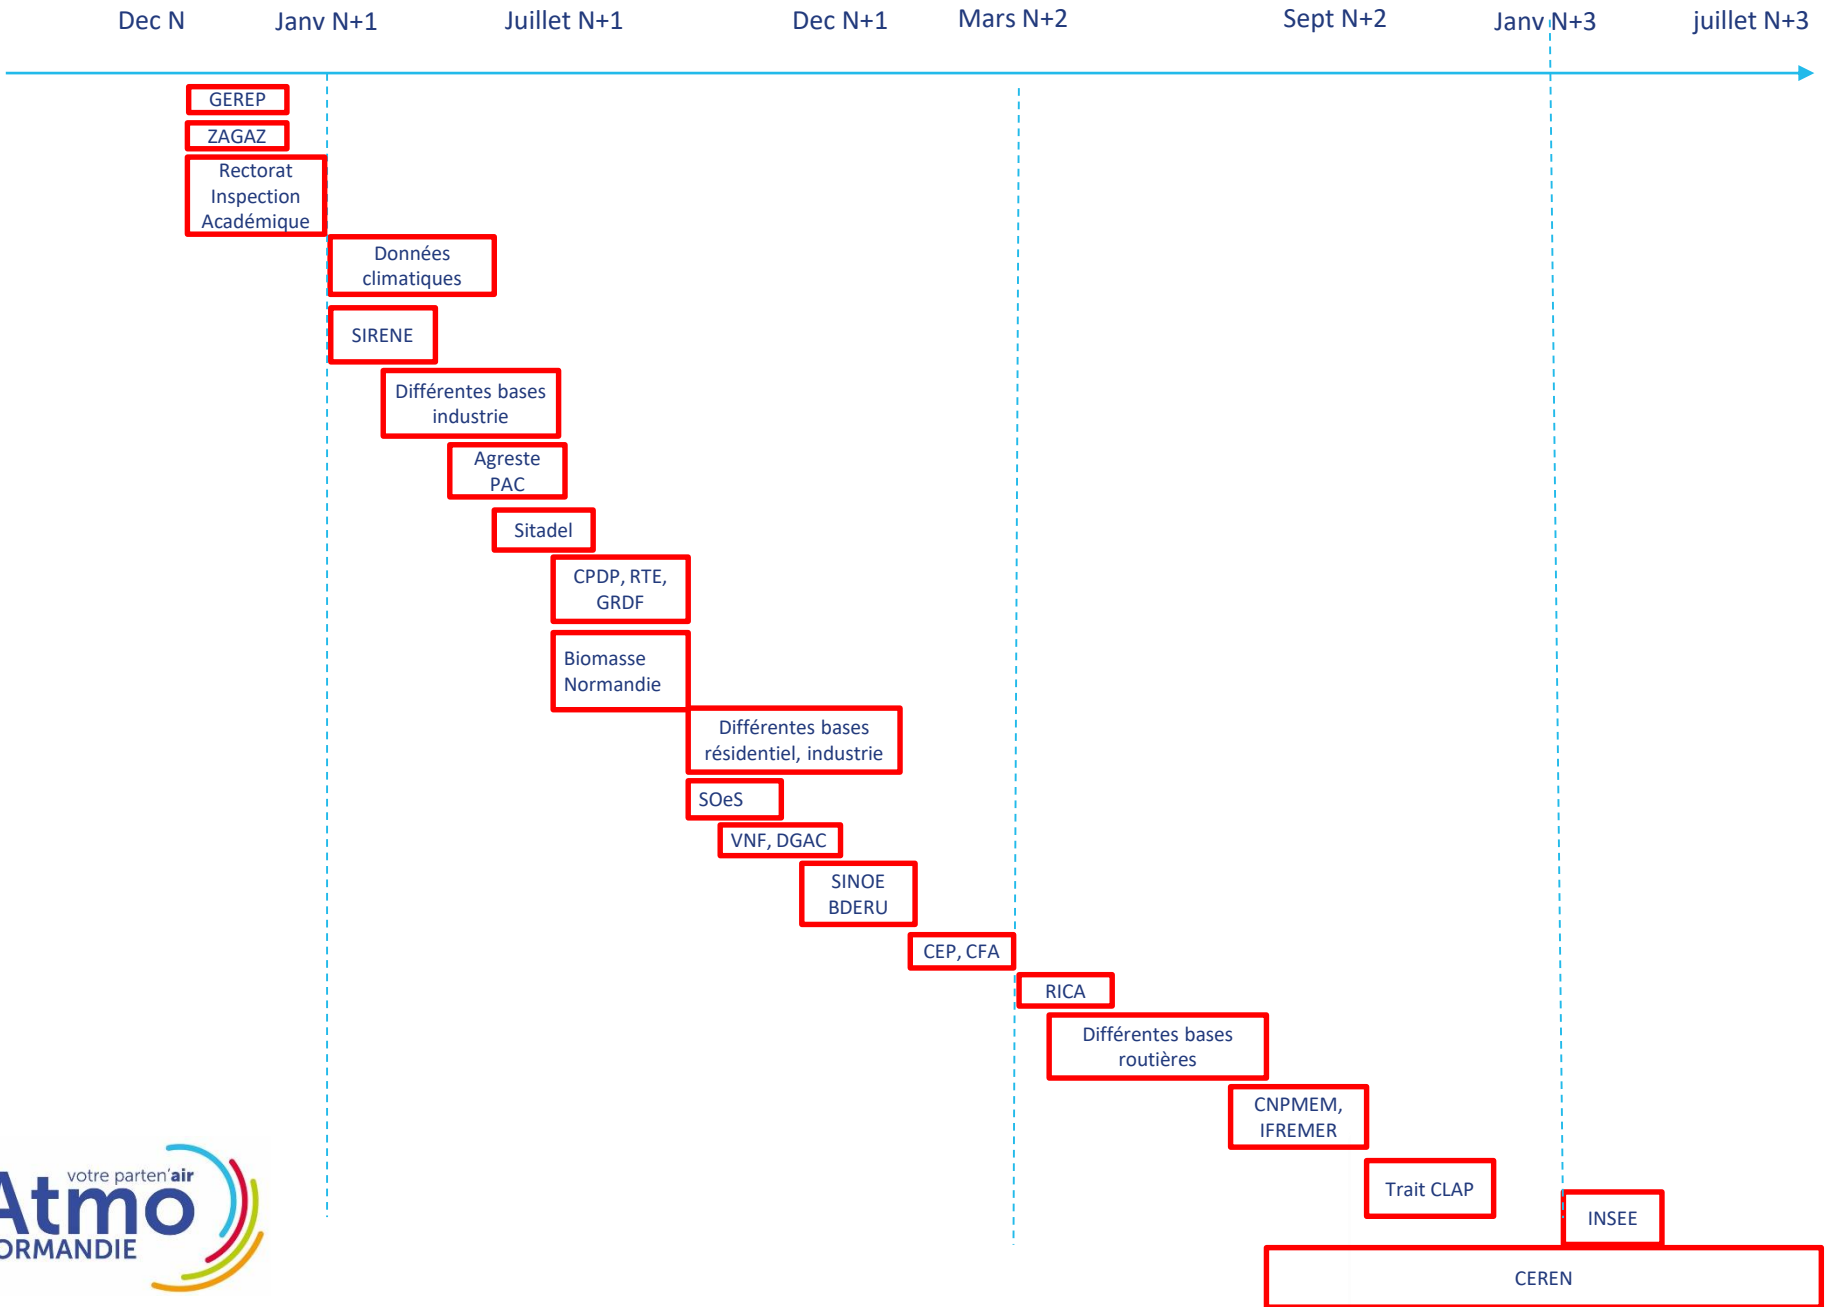 Dec N Janv N+1 Juillet N+1 Dec N+1 Mars N+2 Sept N+2 Janv N+3 juillet N+3
GEREP
ZAGAZ
Rectorat
Inspection
Académique
Données
climatiques
SIRENE
Différentes bases
industrie
Agreste
PAC
Sitadel
CPDP, RTE,
GRDF
Biomasse
Normandie
Différentes bases
résidentiel, industrie
SOeS
VNF, DGAC
SINOE
BDERU
CEP, CFA
RICA
Différentes bases
routières
CNPMEM,
IFREMER
Trait CLAP
INSEE
CEREN
votre parten'air
Atmo
ORMANDIE